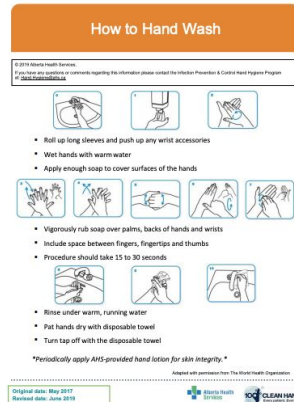 How to Hand Wash
© 2019 Alberta Health Services.
If you have any questions or comments regarding this information please contact the Infection Prevention & Control Hand Hygiene Program
at Hand.Hygiene@ahs.ca
Roll up long sleeves and push up any wrist accessories
Wet hands with warm water
Apply enough soap to cover surfaces of the hands
Vigorously rub soap over palms, backs of hands and wrists
Include space between fingers, fingertips and thumbs
Procedure should take 15 to 30 seconds
Rinse under warm, running water
Pat hands dry with disposable towel
Turn tap off with the disposable towel
*Periodically apply AHS-provided hand lotion for skin integrity.*
Adapted with permission from The World Health Organization
Original date: May 2017
Revised date: June 2019
Alberta Health
Services
CLEAN HAN